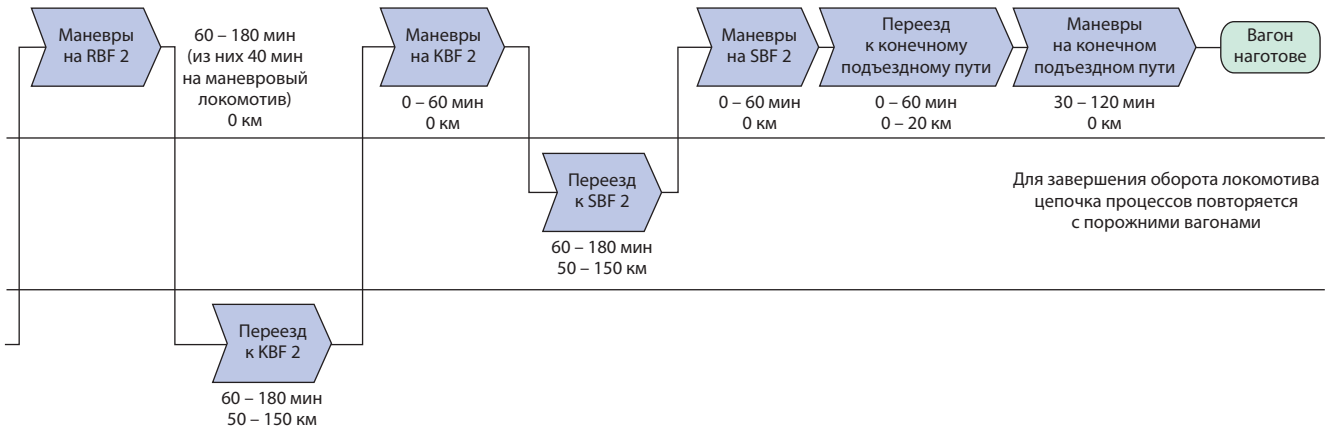 Маневры
на RBF 2
60 – 180 мин
(из них 40 мин
на маневровый
локомотив)
0 км
Маневры
на KBF 2
0 – 60 мин
0 км
Маневры
на SBF 2
0 – 60 мин
0 км
Переезд
к конечному
подъездному пути
0 – 60 мин
0 – 20 км
Маневры
на конечном
подъездном пути
30 – 120 мин
0 км
Вагон
наготове
Переезд
к SBF 2
60 – 180 мин
50 – 150 км
Для завершения оборота локомотива
цепочка процессов повторяется
с порожними вагонами
Переезд
к KBF 2
60 – 180 мин
50 – 150 км